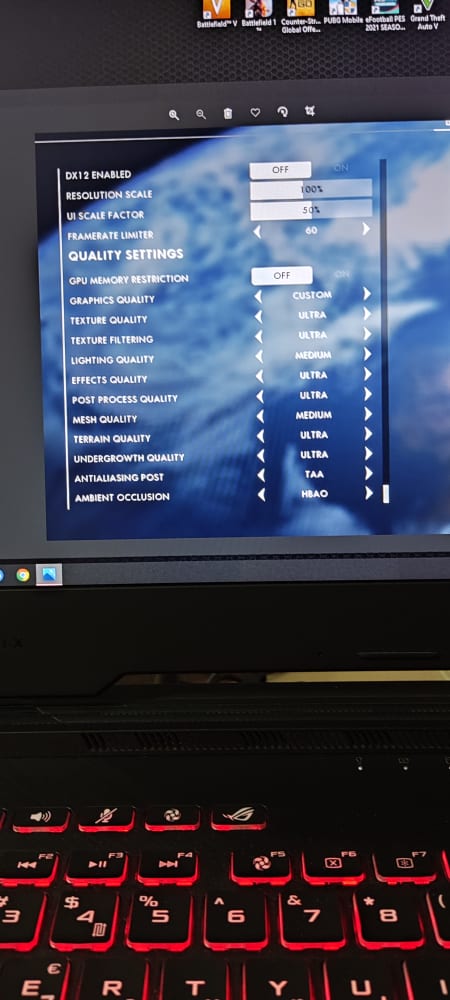 Battlefield™ V
Battlefield 1
Counter-Str... Global Offe...
PUBG Mobile
eFootball PES 2021 SEASO...
Grand Theft Auto V
DX12 ENABLED OFF ON
RESOLUTION SCALE 100%
UI SCALE FACTOR 50%
FRAMERATE LIMITER 60
QUALITY SETTINGS
GPU MEMORY RESTRICTION OFF ON
GRAPHICS QUALITY CUSTOM
TEXTURE QUALITY ULTRA
TEXTURE FILTERING ULTRA
LIGHTING QUALITY MEDIUM
EFFECTS QUALITY ULTRA
POST PROCESS QUALITY ULTRA
MESH QUALITY MEDIUM
TERRAIN QUALITY ULTRA
UNDERGROWTH QUALITY ULTRA
ANTIALIASING POST TAA
AMBIENT OCCLUSION HBAO
F2 F3 F4 F5 F6 F7
3 $ 4 ₪ % 5 ^ 6 & 7 * 8 (
E € R T Y U I